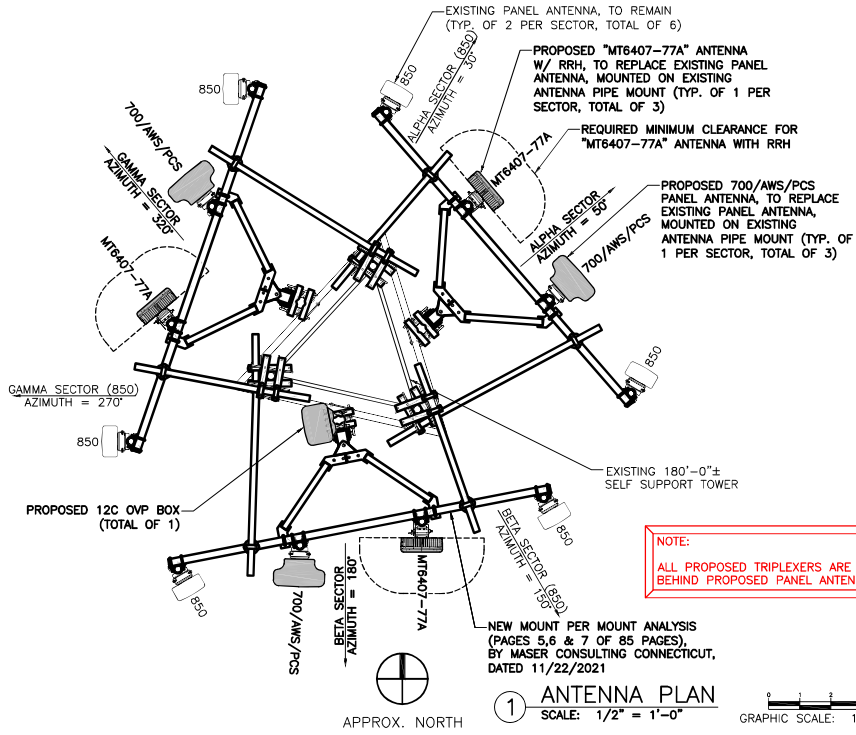 EXISTING PANEL ANTENNA, TO REMAIN
(TYP. OF 2 PER SECTOR, TOTAL OF 6)
PROPOSED "MT6407-77A" ANTENNA
W/ RRH, TO REPLACE EXISTING PANEL
ANTENNA, MOUNTED ON EXISTING
ANTENNA PIPE MOUNT (TYP. OF 1 PER
SECTOR, TOTAL OF 3)
REQUIRED MINIMUM CLEARANCE FOR
"MT6407-77A" ANTENNA WITH RRH
PROPOSED 700/AWS/PCS
PANEL ANTENNA, TO REPLACE
EXISTING PANEL ANTENNA,
MOUNTED ON EXISTING
ANTENNA PIPE MOUNT (TYP. OF
1 PER SECTOR, TOTAL OF 3)
850
850
ALPHA SECTOR (850)
AZIMUTH = 30°
700/AWS/PCS
GAMMA SECTOR
AZIMUTH = 320°
MT6407-77A
MT6407-77A
ALPHA SECTOR
AZIMUTH = 50°
700/AWS/PCS
850
GAMMA SECTOR (850)
AZIMUTH = 270°
850
EXISTING 180'-0"±
SELF SUPPORT TOWER
PROPOSED 12C OVP BOX
(TOTAL OF 1)
850
850
700/AWS/PCS
BETA SECTOR
AZIMUTH = 180°
MT6407-77A
BETA SECTOR (850)
AZIMUTH = 150°
NOTE:
ALL PROPOSED TRIPLEXERS ARE
BEHIND PROPOSED PANEL ANTEN
NEW MOUNT PER MOUNT ANALYSIS
(PAGES 5,6 & 7 OF 85 PAGES),
BY MASER CONSULTING CONNECTICUT,
DATED 11/22/2021
APPROX. NORTH
1 ANTENNA PLAN
SCALE: 1/2" = 1'-0"
0 1 2
GRAPHIC SCALE: 1